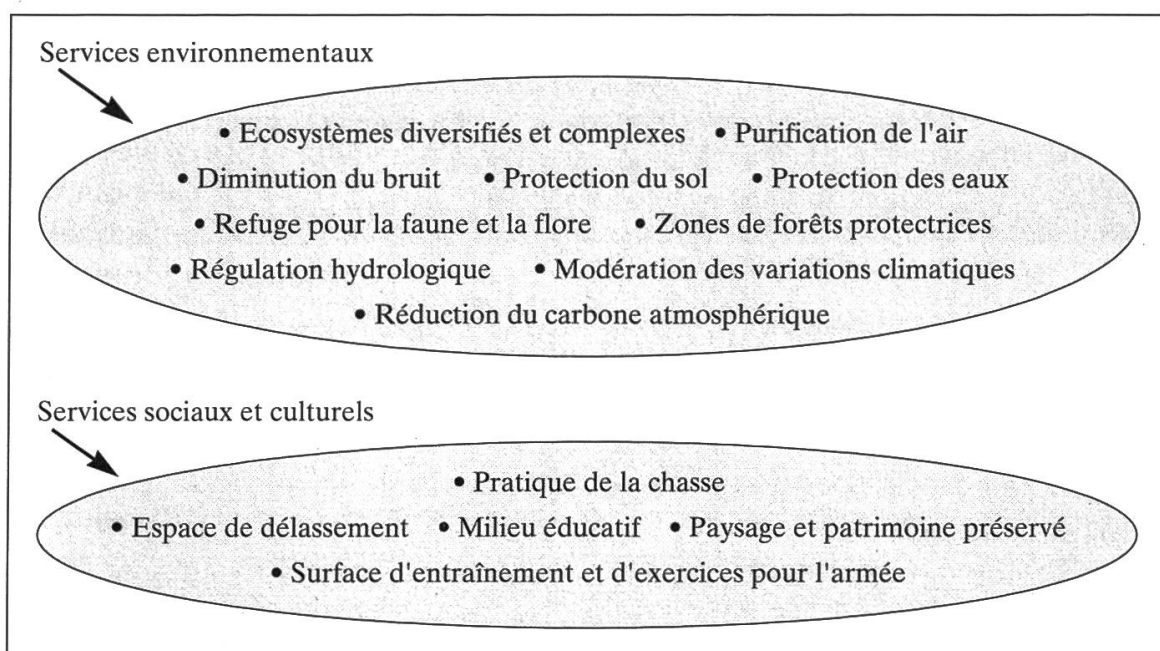 Services environnementaux
• Ecosystèmes diversifiés et complexes • Purification de l'air
• Diminution du bruit • Protection du sol • Protection des eaux
• Refuge pour la faune et la flore • Zones de forêts protectrices
• Régulation hydrologique • Modération des variations climatiques
• Réduction du carbone atmosphérique
Services sociaux et culturels
• Pratique de la chasse
• Espace de délassement • Milieu éducatif • Paysage et patrimoine préservé
• Surface d'entraînement et d'exercices pour l'armée